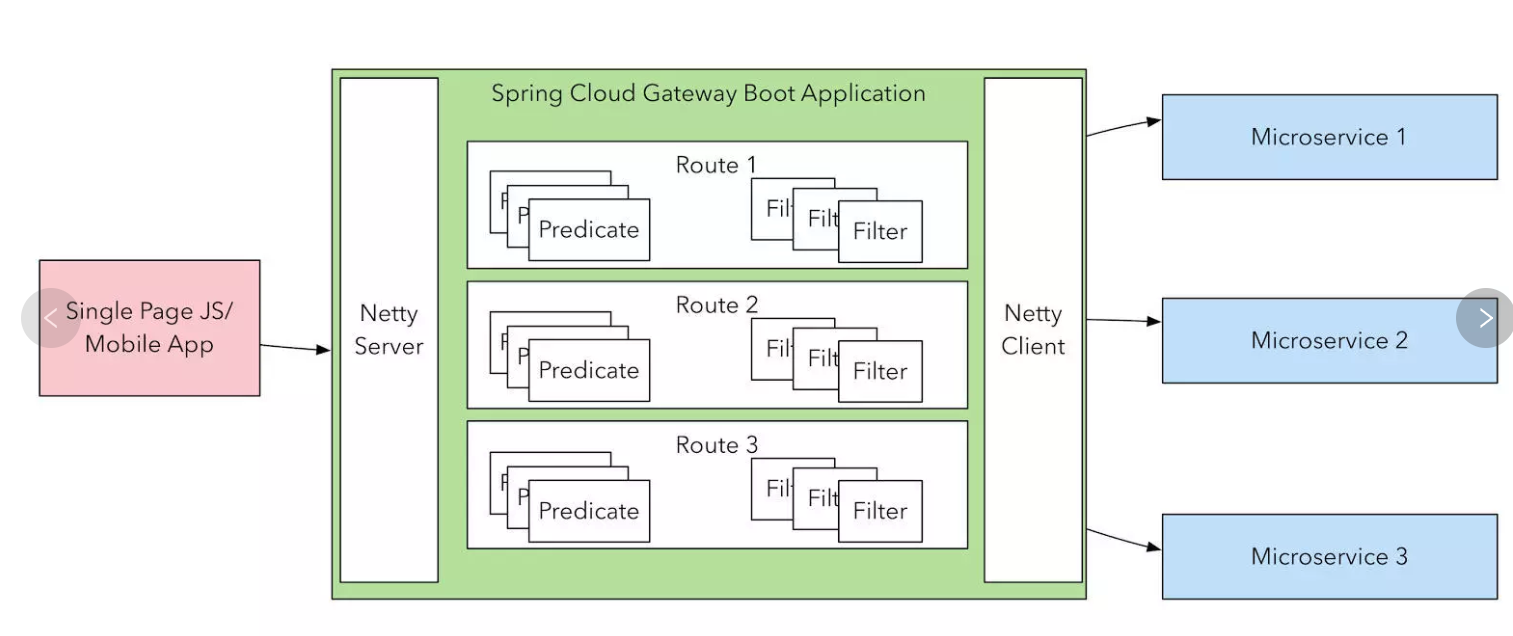 Spring Cloud Gateway Boot Application
Single Page JS/
Mobile App
Netty
Server
Route 1
P
Predicate
Fil
Filt
Filter
Route 2
P
Predicate
Fil
Filt
Filter
Route 3
P
Predicate
Fil
Filt
Filter
Netty
Client
Microservice 1
Microservice 2
Microservice 3